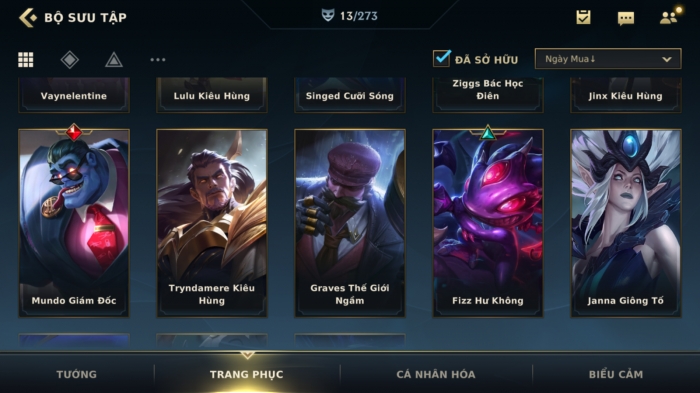 BỘ SƯU TẬP
13/273
ĐÃ SỞ HỮU
Ngày Mua↓
Vaynelentine
Lulu Kiêu Hùng
Singed Cưỡi Sóng
Ziggs Bác Học
Điên
Jinx Kiêu Hùng
Mundo Giám Đốc
Tryndamere Kiêu
Hùng
Graves Thế Giới
Ngầm
Fizz Hư Không
Janna Giông Tố
TƯỚNG
TRANG PHỤC
CÁ NHÂN HÓA
BIỂU CẢM